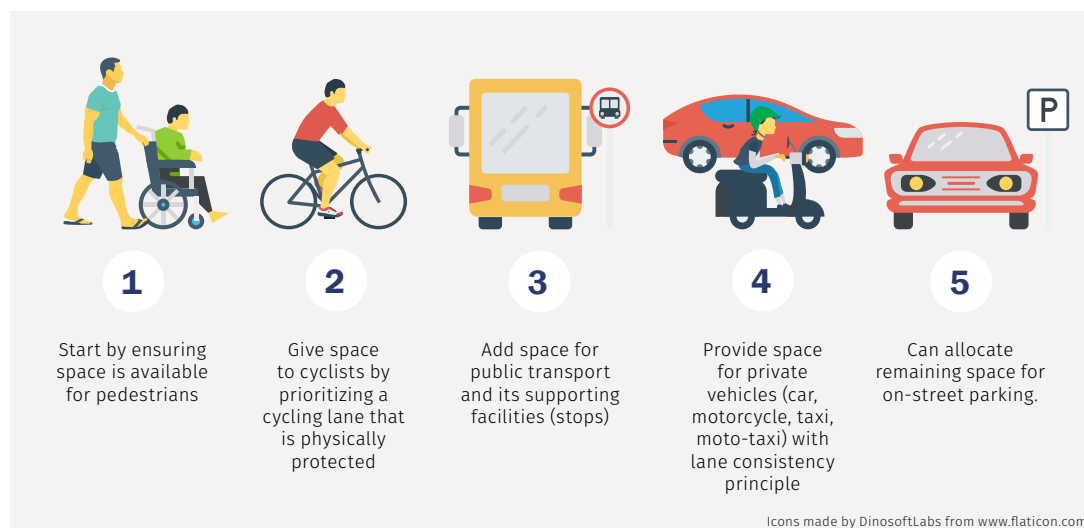 P
1
Start by ensuring
space is available
for pedestrians
2
Give space
to cyclists by
prioritizing a
cycling lane that
is physically
protected
3
Add space for
public transport
and its supporting
facilities (stops)
4
Provide space
for private
vehicles (car,
motorcycle, taxi,
moto-taxi) with
lane consistency
principle
5
Can allocate
remaining space for
on-street parking.
Icons made by DinosoftLabs from www.flaticon.com